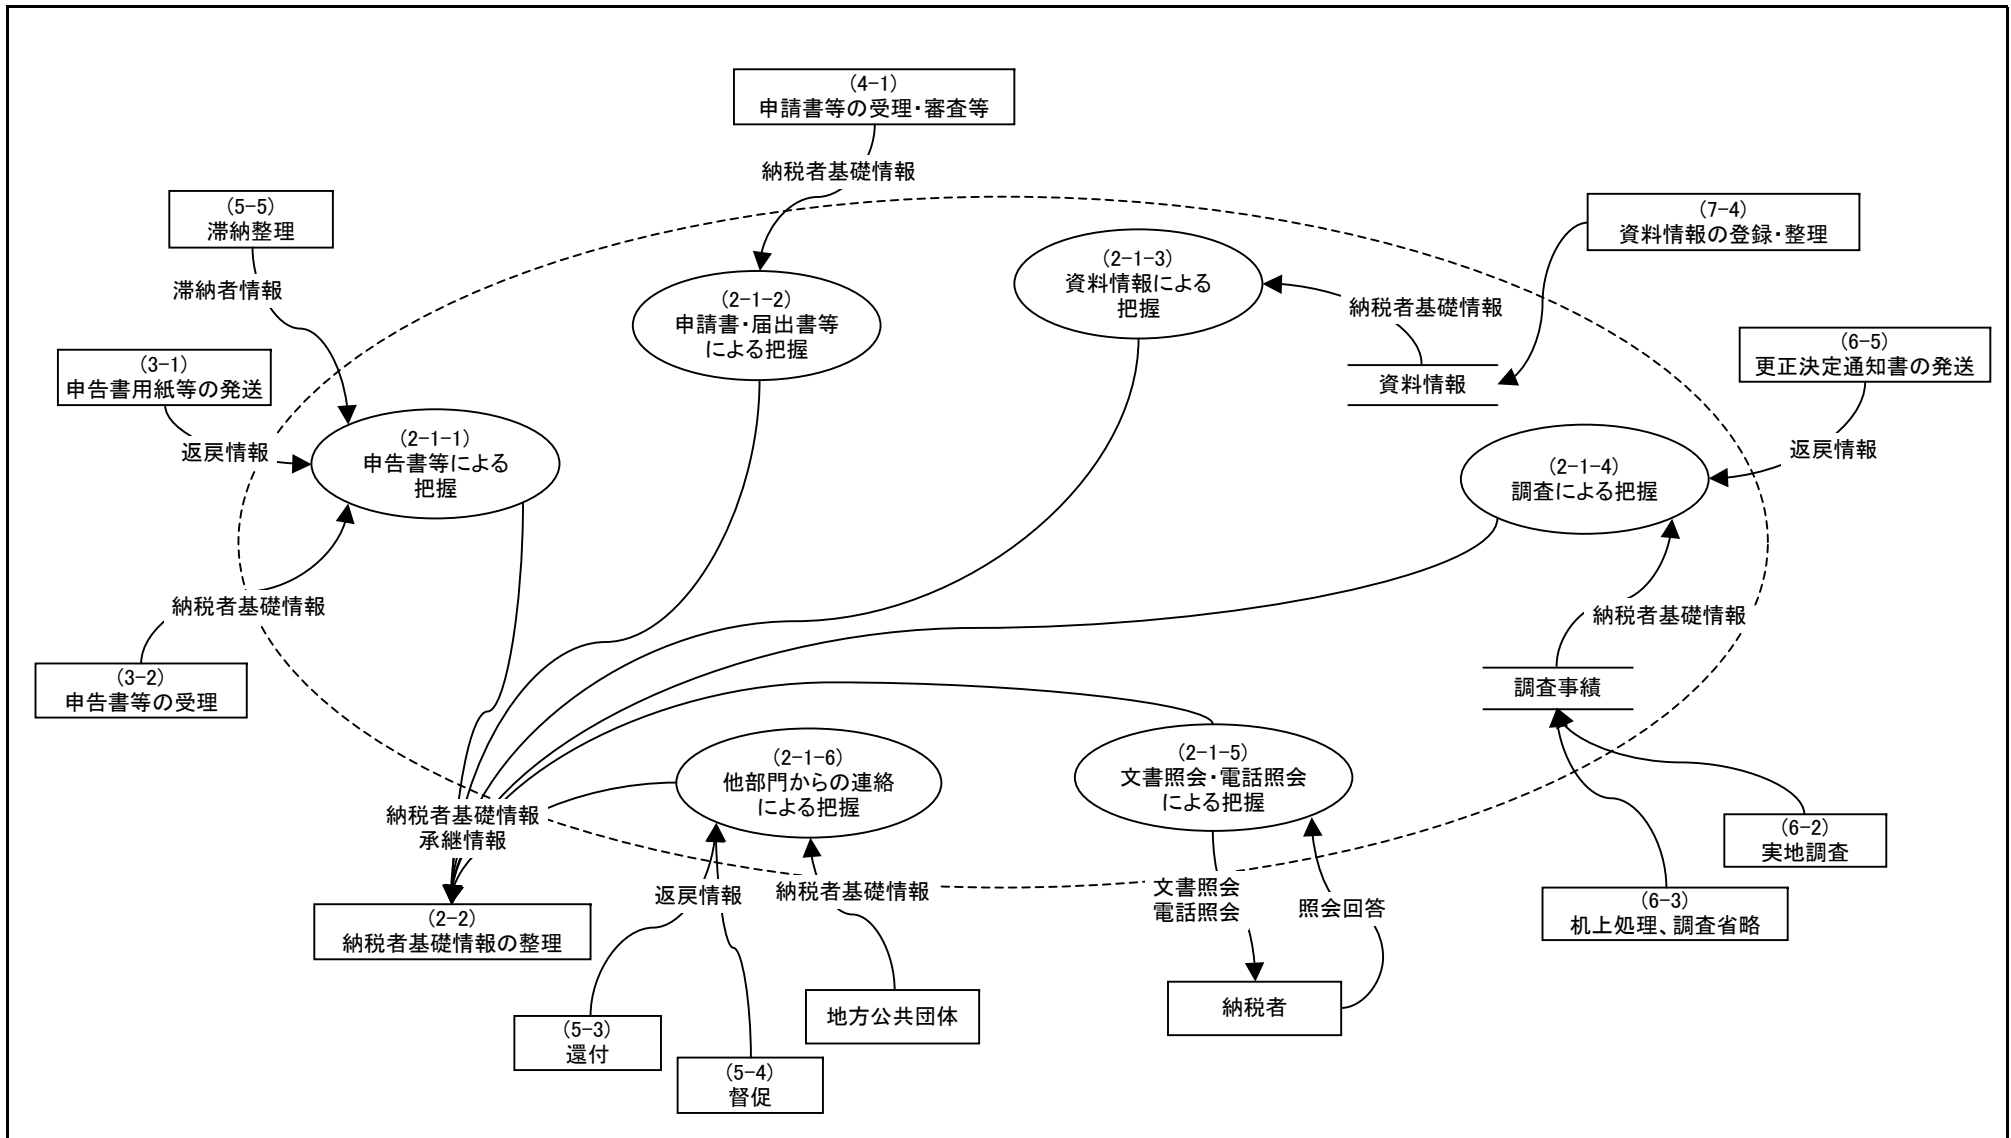 (4-1)
申請書等の受理・審査等
納税者基礎情報
(5-5)
滞納整理
(7-4)
資料情報の登録・整理
滞納者情報
(2-1-2)
申請書・届出書等
による把握
(2-1-3)
資料情報による
把握
納税者基礎情報
資料情報
(6-5)
更正決定通知書の発送
(3-1)
申告書用紙等の発送
返戻情報
(2-1-1)
申告書等による
把握
(2-1-4)
調査による把握
返戻情報
納税者基礎情報
(3-2)
申告書等の受理
納税者基礎情報
調査事績
(2-1-6)
他部門からの連絡
による把握
(2-1-5)
文書照会・電話照会
による把握
納税者基礎情報
承継情報
(6-2)
実地調査
(2-2)
納税者基礎情報の整理
返戻情報
納税者基礎情報
文書照会
電話照会
照会回答
(6-3)
机上処理、調査省略
(5-3)
還付
(5-4)
督促
地方公共団体
納税者